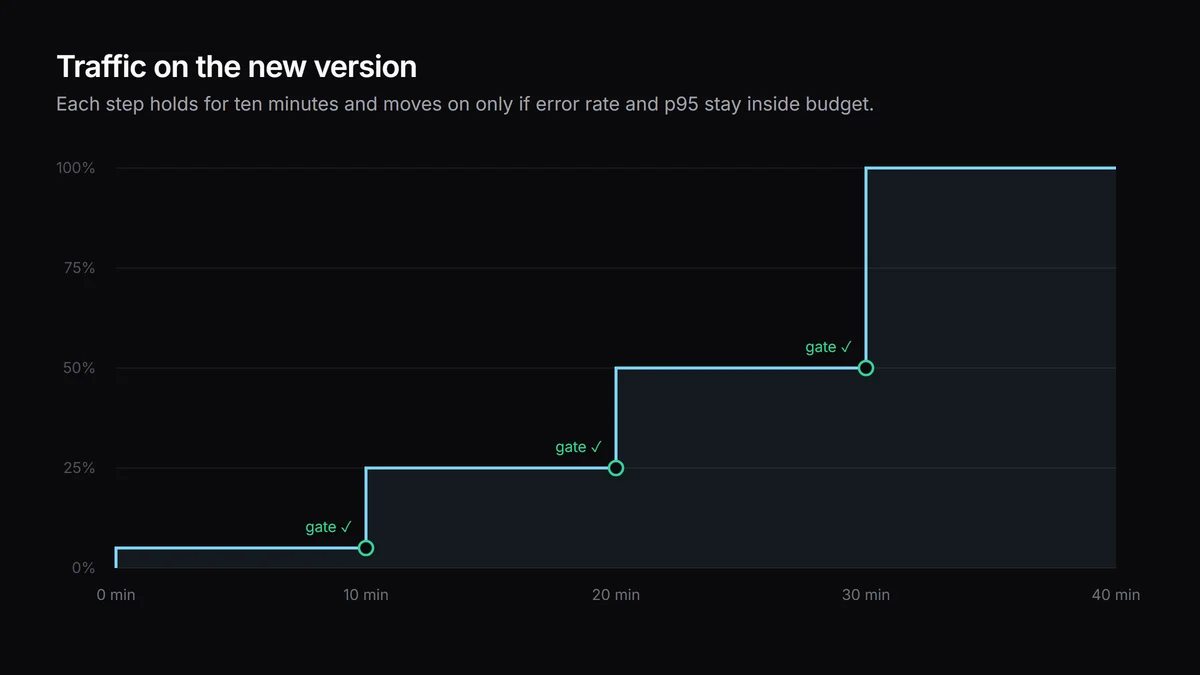 Traffic on the new version
Each step holds for ten minutes and moves on only if error rate and p95 stay inside budget.
100%
75%
50%
25%
0%
gate ✓
gate ✓
gate ✓
0 min
10 min
20 min
30 min
40 min